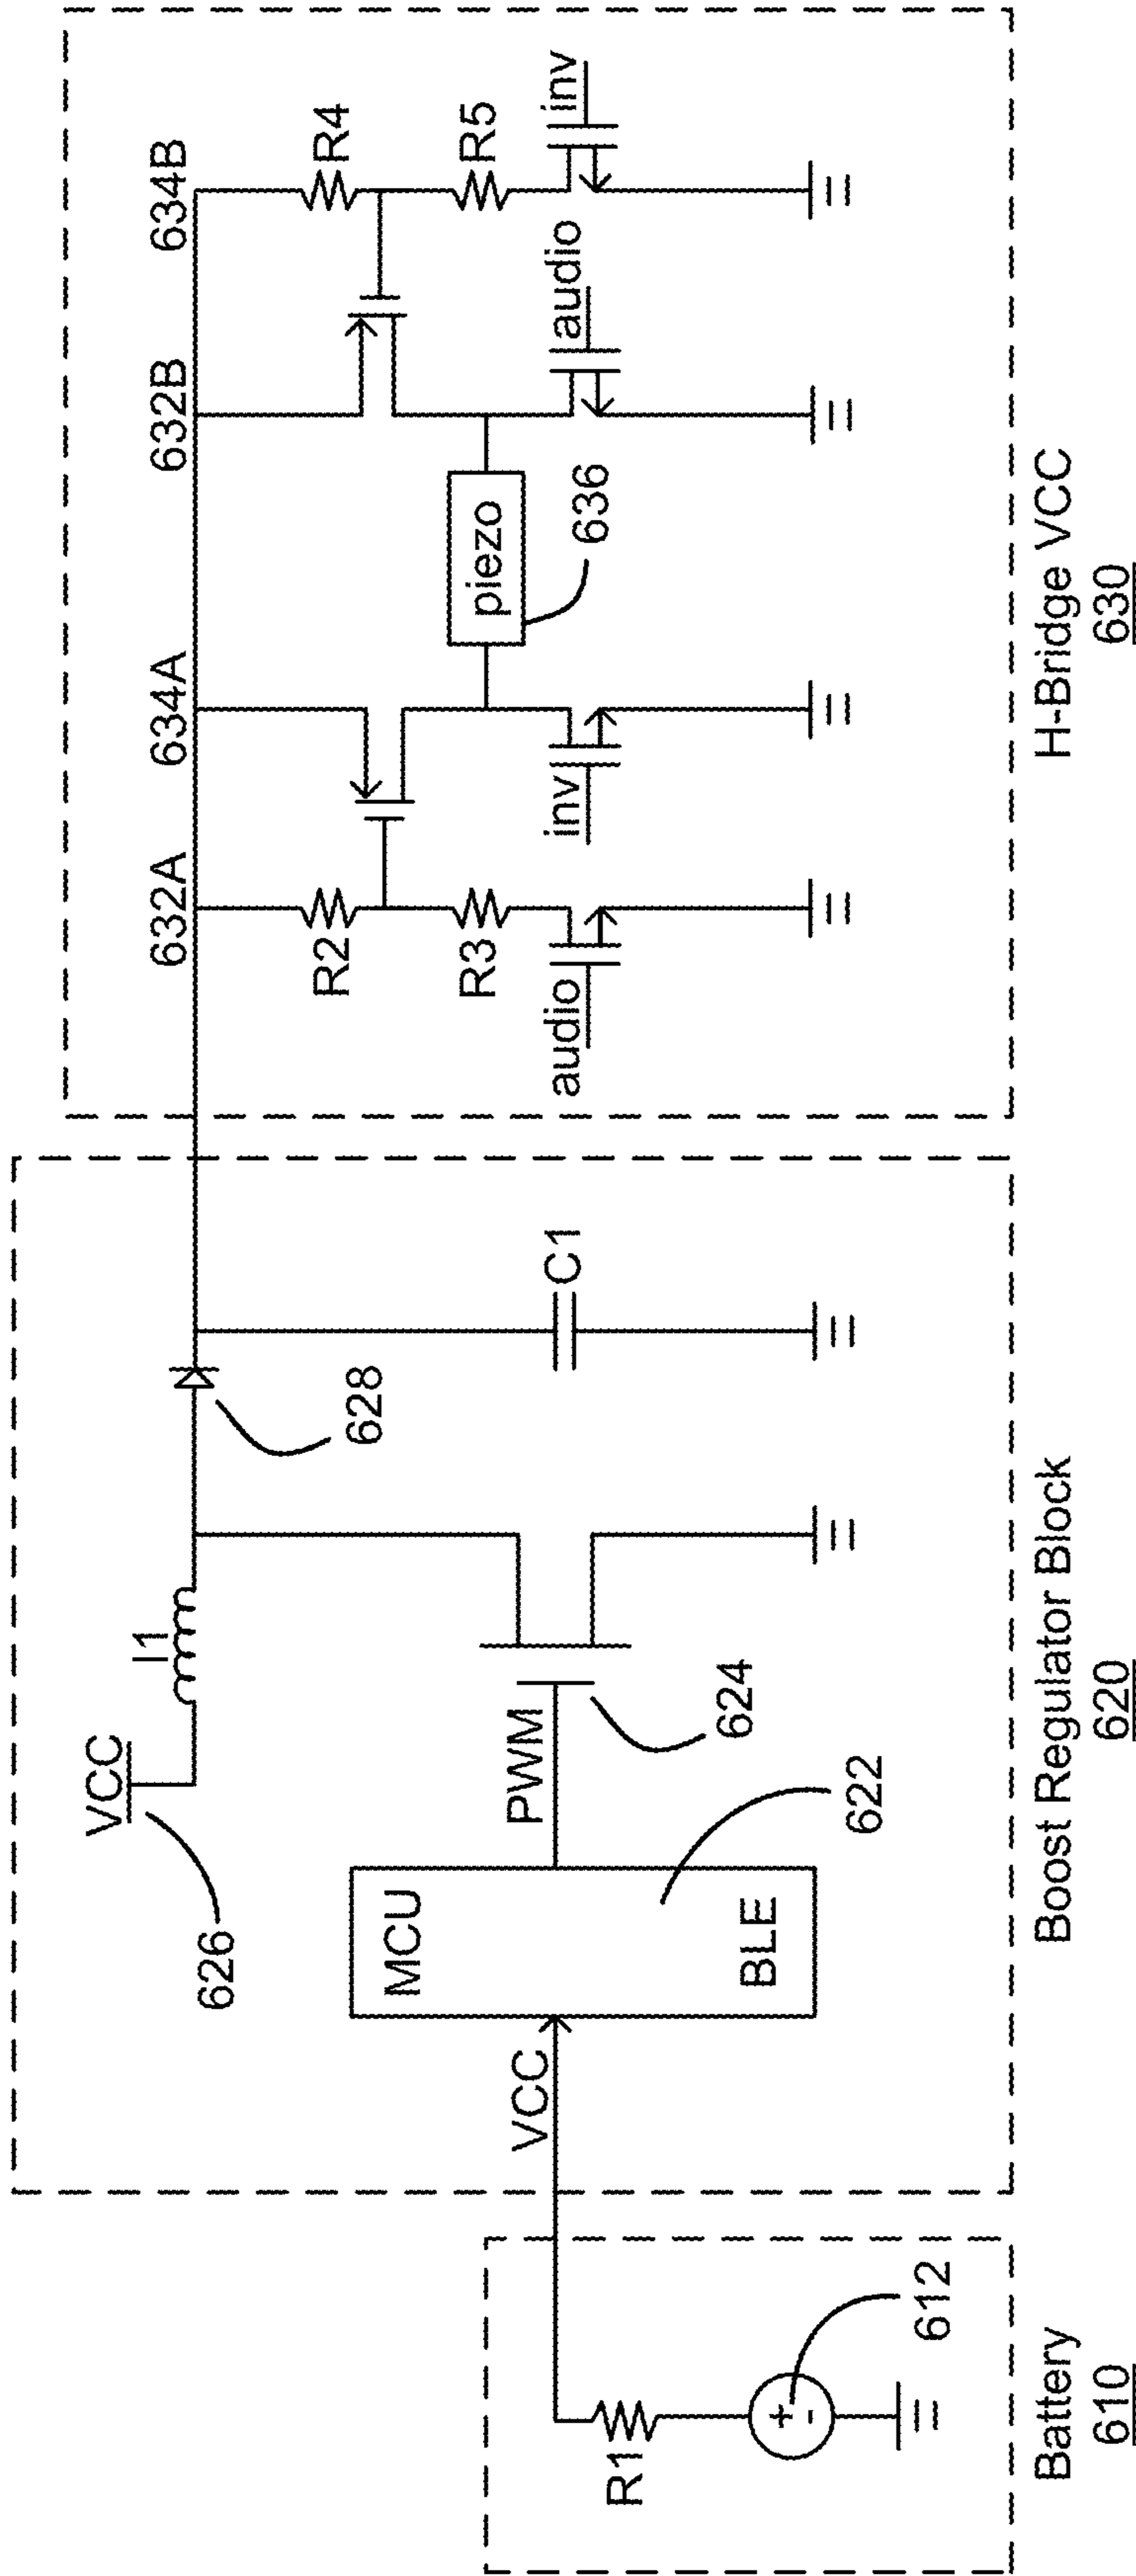 R1
612
Battery
610
VCC
626
VCC
MCU
BLE
622
PWM
624
I1
628
C1
Boost Regulator Block
620
632A
634A
632B
634B
R2
R3
audio
inv
piezo
636
audio
R4
R5
inv
H-Bridge VCC
630